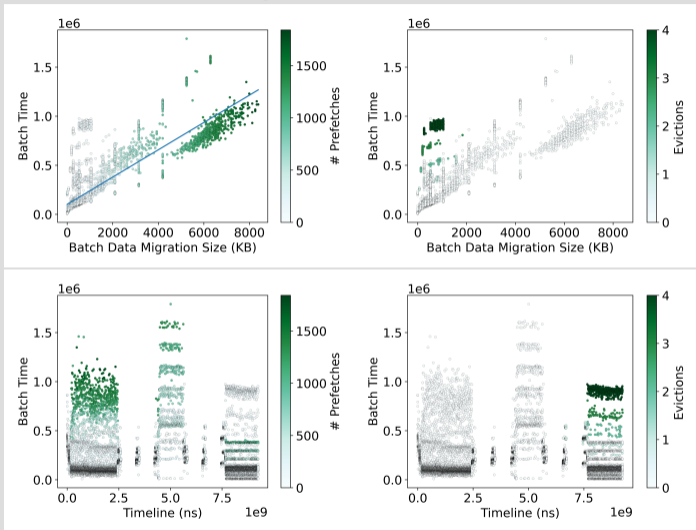 1e6
1e6
Batch Time
1.5
1.0
0.5
0.0
0 2000 4000 6000 8000
Batch Data Migration Size (KB)
1500
1000
500
0
# Prefetches
Batch Time
1.5
1.0
0.5
0.0
0 2000 4000 6000 8000
Batch Data Migration Size (KB)
4
3
2
1
0
Evictions
1e6
1e6
Batch Time
1.5
1.0
0.5
0.0
0.0 2.5 5.0 7.5
Timeline (ns)
1e9
1500
1000
500
0
# Prefetches
Batch Time
1.5
1.0
0.5
0.0
0.0 2.5 5.0 7.5
Timeline (ns)
1e9
4
3
2
1
0
Evictions